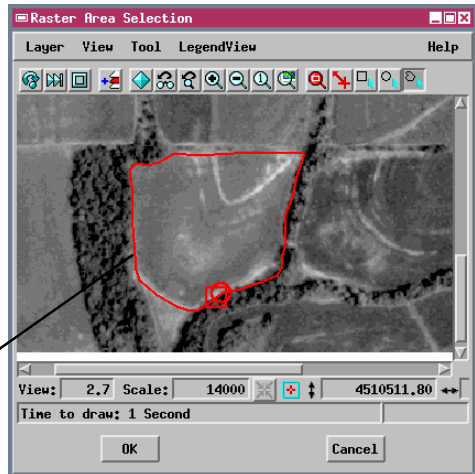 Raster Area Selection
Layer View Tool LegendView Help
View: 2.7 Scale: 14000 4510511.80
Time to draw: 1 Second
OK Cancel